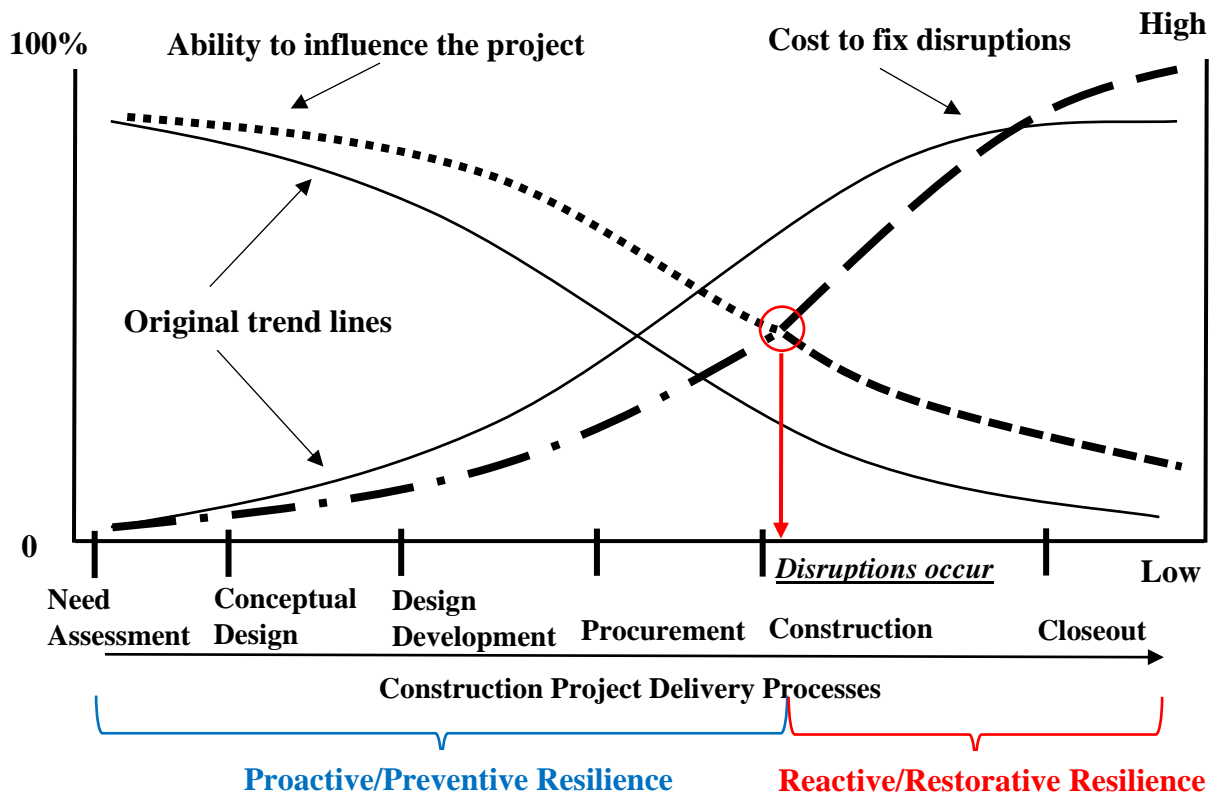 100%
Ability to influence the project
Cost to fix disruptions
High
Original trend lines
0
Disruptions occur
Low
Need
Assessment
Conceptual
Design
Design
Development
Procurement
Construction
Closeout
Construction Project Delivery Processes
Proactive/Preventive Resilience
Reactive/Restorative Resilience